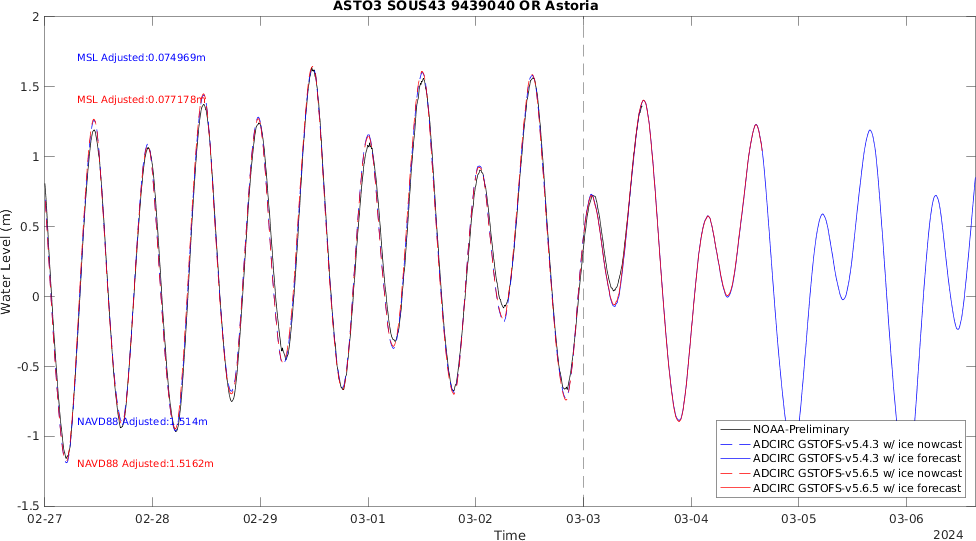 ASTO3 SOUS43 9439040 OR Astoria
2
1.5
1
0.5
0
-0.5
-1
-1.5
Water Level (m)
MSL Adjusted:0.074969m
MSL Adjusted:0.077178m
NAVD88 Adjusted:1.514m
NAVD88 Adjusted:1.5162m
NOAA-Preliminary
ADCIRC GSTOFS-v5.4.3 w/ ice nowcast
ADCIRC GSTOFS-v5.4.3 w/ ice forecast
ADCIRC GSTOFS-v5.6.5 w/ ice nowcast
ADCIRC GSTOFS-v5.6.5 w/ ice forecast
02-27 02-28 02-29 03-01 03-02 03-03 03-04 03-05 03-06
Time
2024